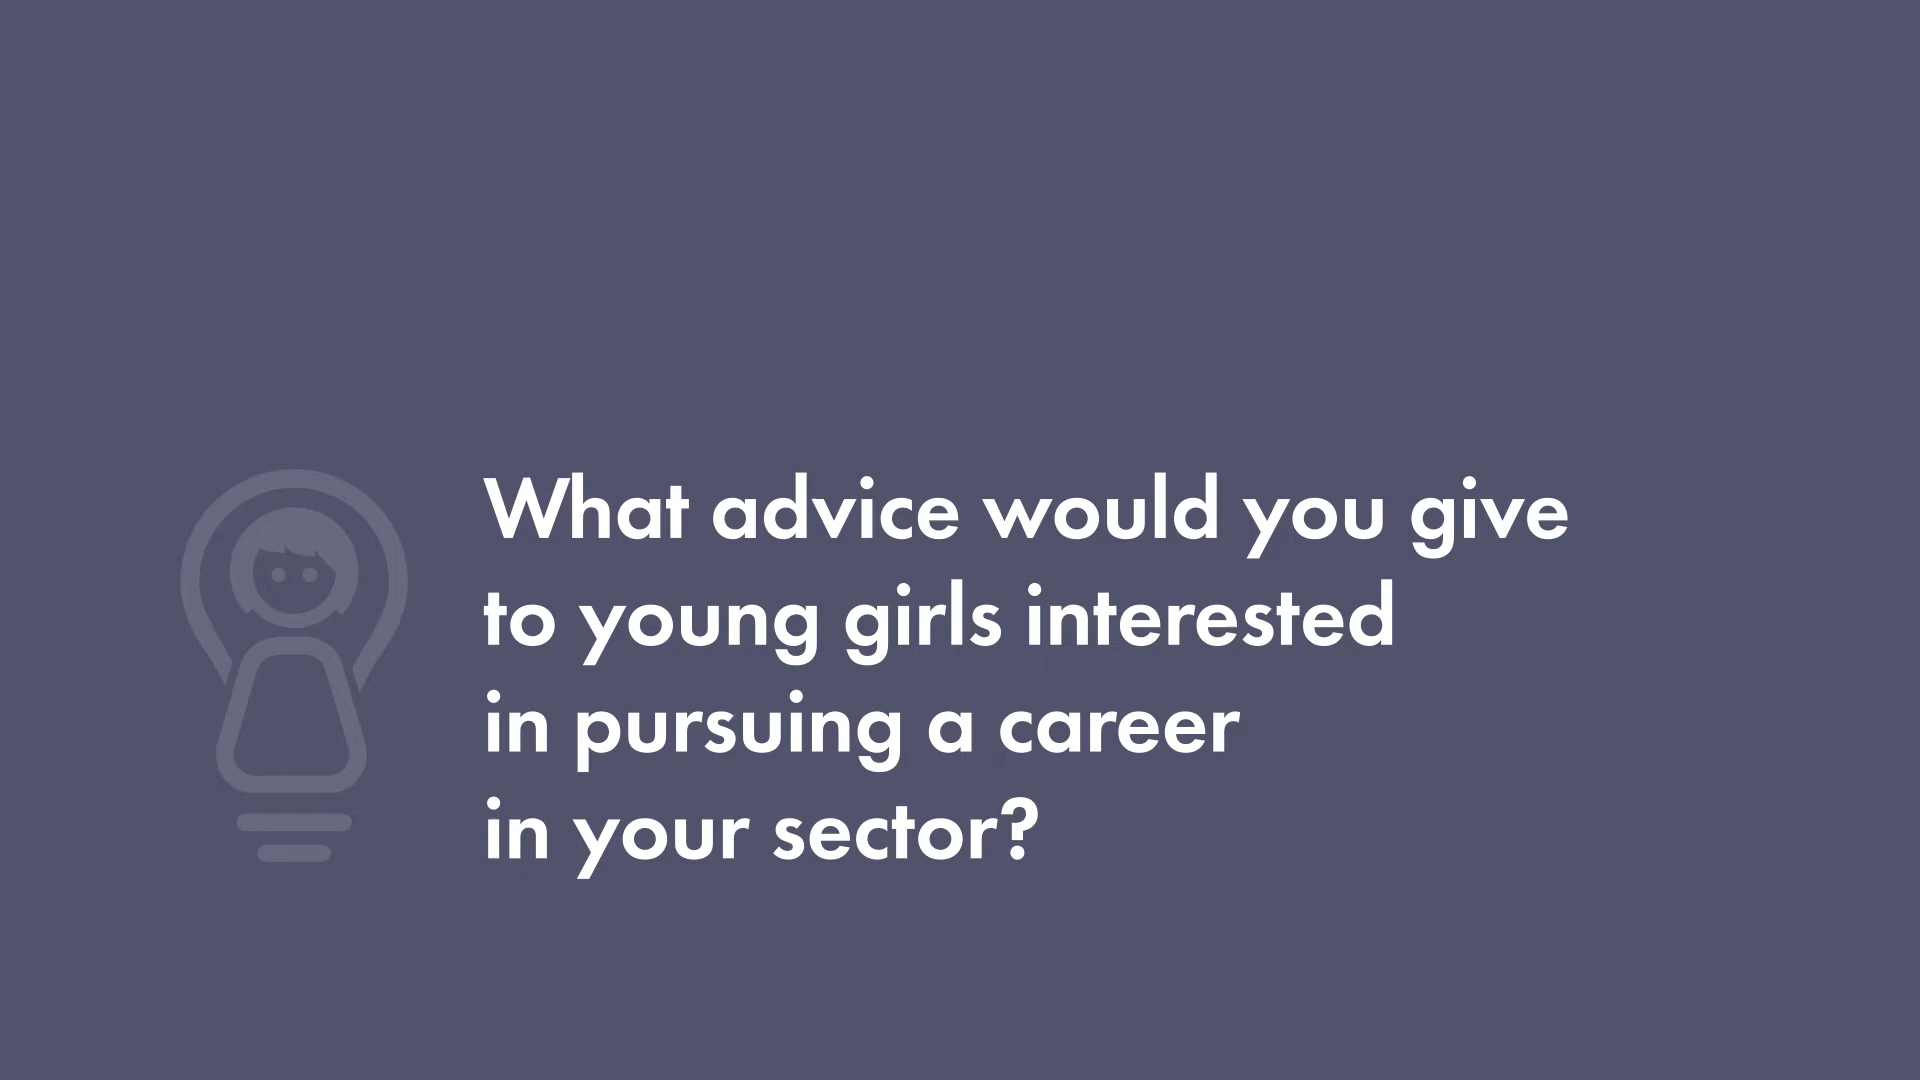 What advice would you give
to young girls interested
in pursuing a career
in your sector?